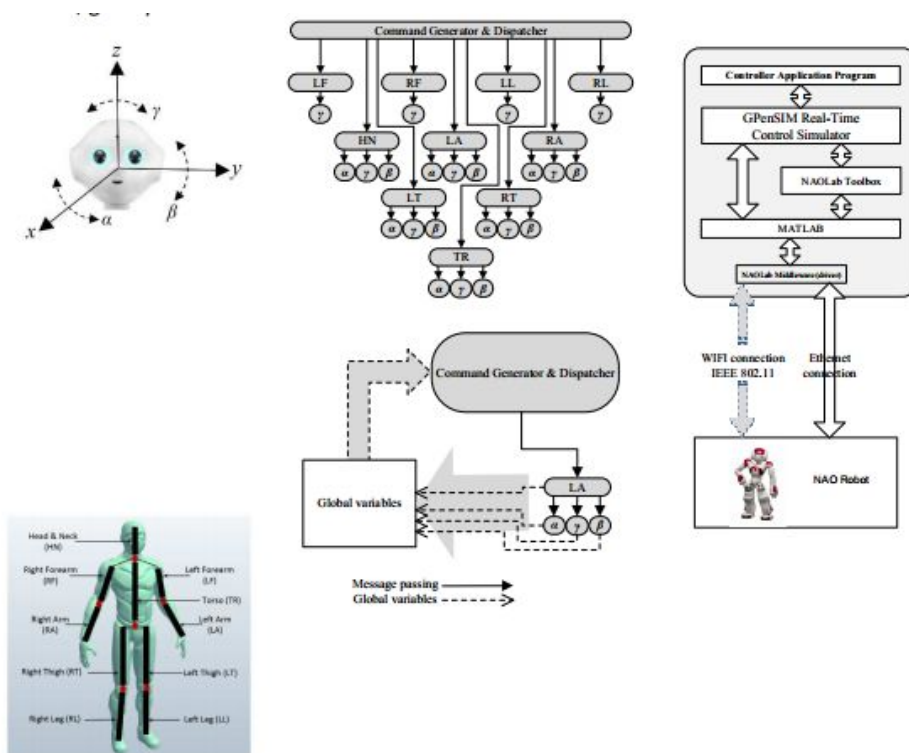 z
γ
y
β
α
x
Command Generator & Dispatcher
LF
RF
LL
RL
γ
γ
γ
γ
HN
LA
RA
α γ β
α γ β
α γ β
LT
RT
α γ β
α γ β
TR
α γ β
Controller Application Program
GPenSIM Real-Time
Control Simulator
NAOLab Toolbox
MATLAB
NAOLab Middleware(driver)
WIFI connection
IEEE 802.11
Ethernet
connection
NAO Robot
Command Generator & Dispatcher
Global variables
LA
α γ β
Message passing
Global variables
Head & Neck
(HN)
Right Forearm
(RF)
Left Forearm
(LF)
Torso (TR)
Right Arm
(RA)
Left Arm
(LA)
Right Thigh (RT)
Left Thigh (LT)
Right Leg (RL)
Left Leg (LL)